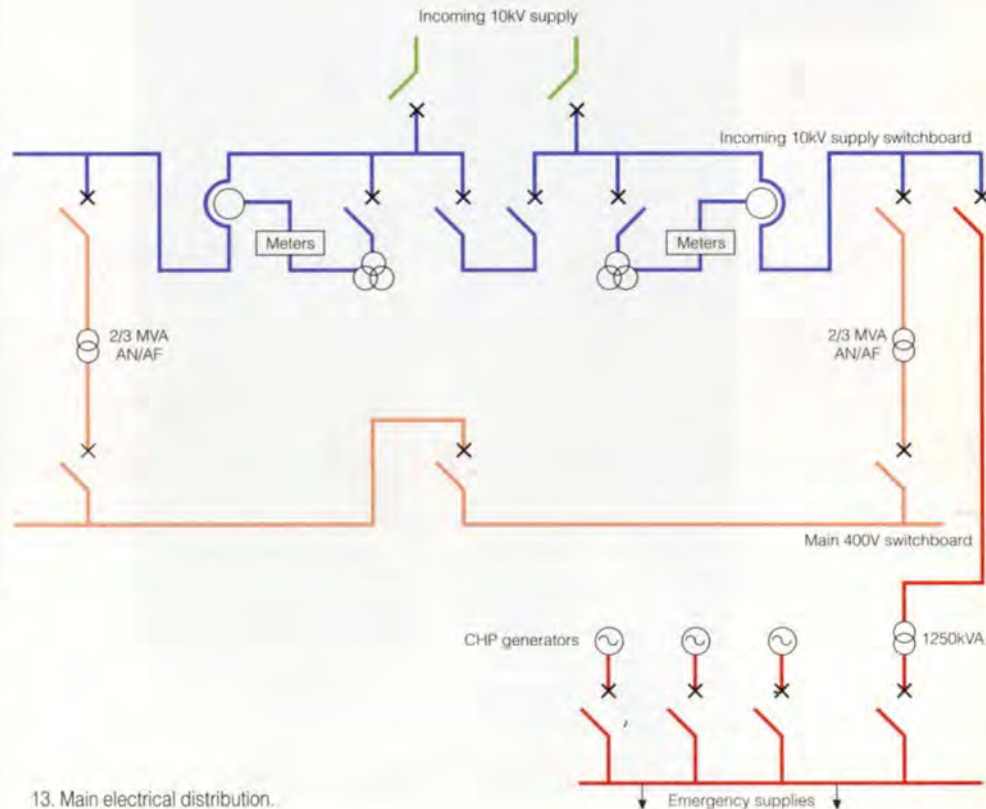 Incoming 10kV supply
Incoming 10kV supply switchboard
Meters
Meters
2/3 MVA
AN/AF
2/3 MVA
AN/AF
Main 400V switchboard
CHP generators
1250kVA
Emergency supplies
13. Main electrical distribution.